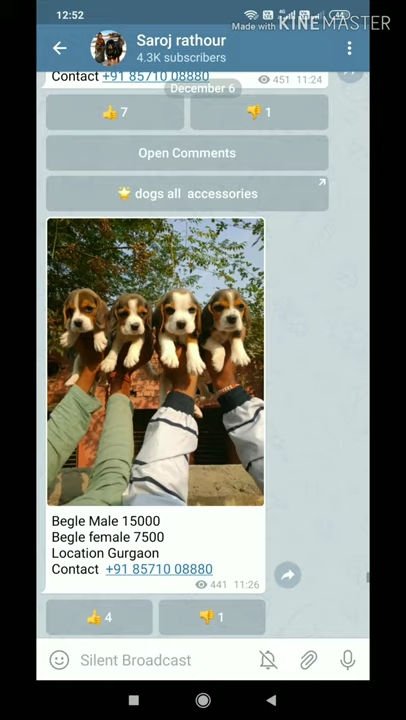 12:52
Made with KINEMASTER
Saroj rathour
4.3K subscribers
Contact +91 85710 08880
451 11:24
December 6
👍 7
👎 1
Open Comments
🌟 dogs all accessories
Begle Male 15000
Begle female 7500
Location Gurgaon
Contact +91 85710 08880
441 11:26
👍 4
👎 1
Silent Broadcast